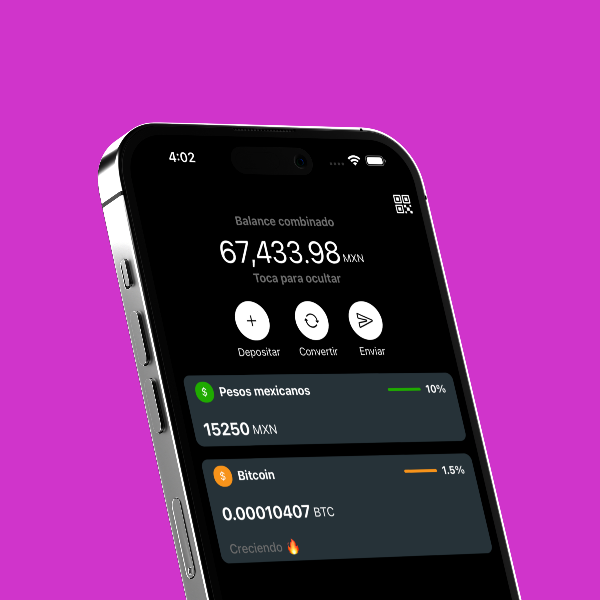 4:02
Balance combinado
67,433.98 MXN
Toca para ocultar
Depositar Convertir Enviar
$ Pesos mexicanos 10%
15250 MXN
$ Bitcoin 1.5%
0.00010407 BTC
Creciendo 🔥